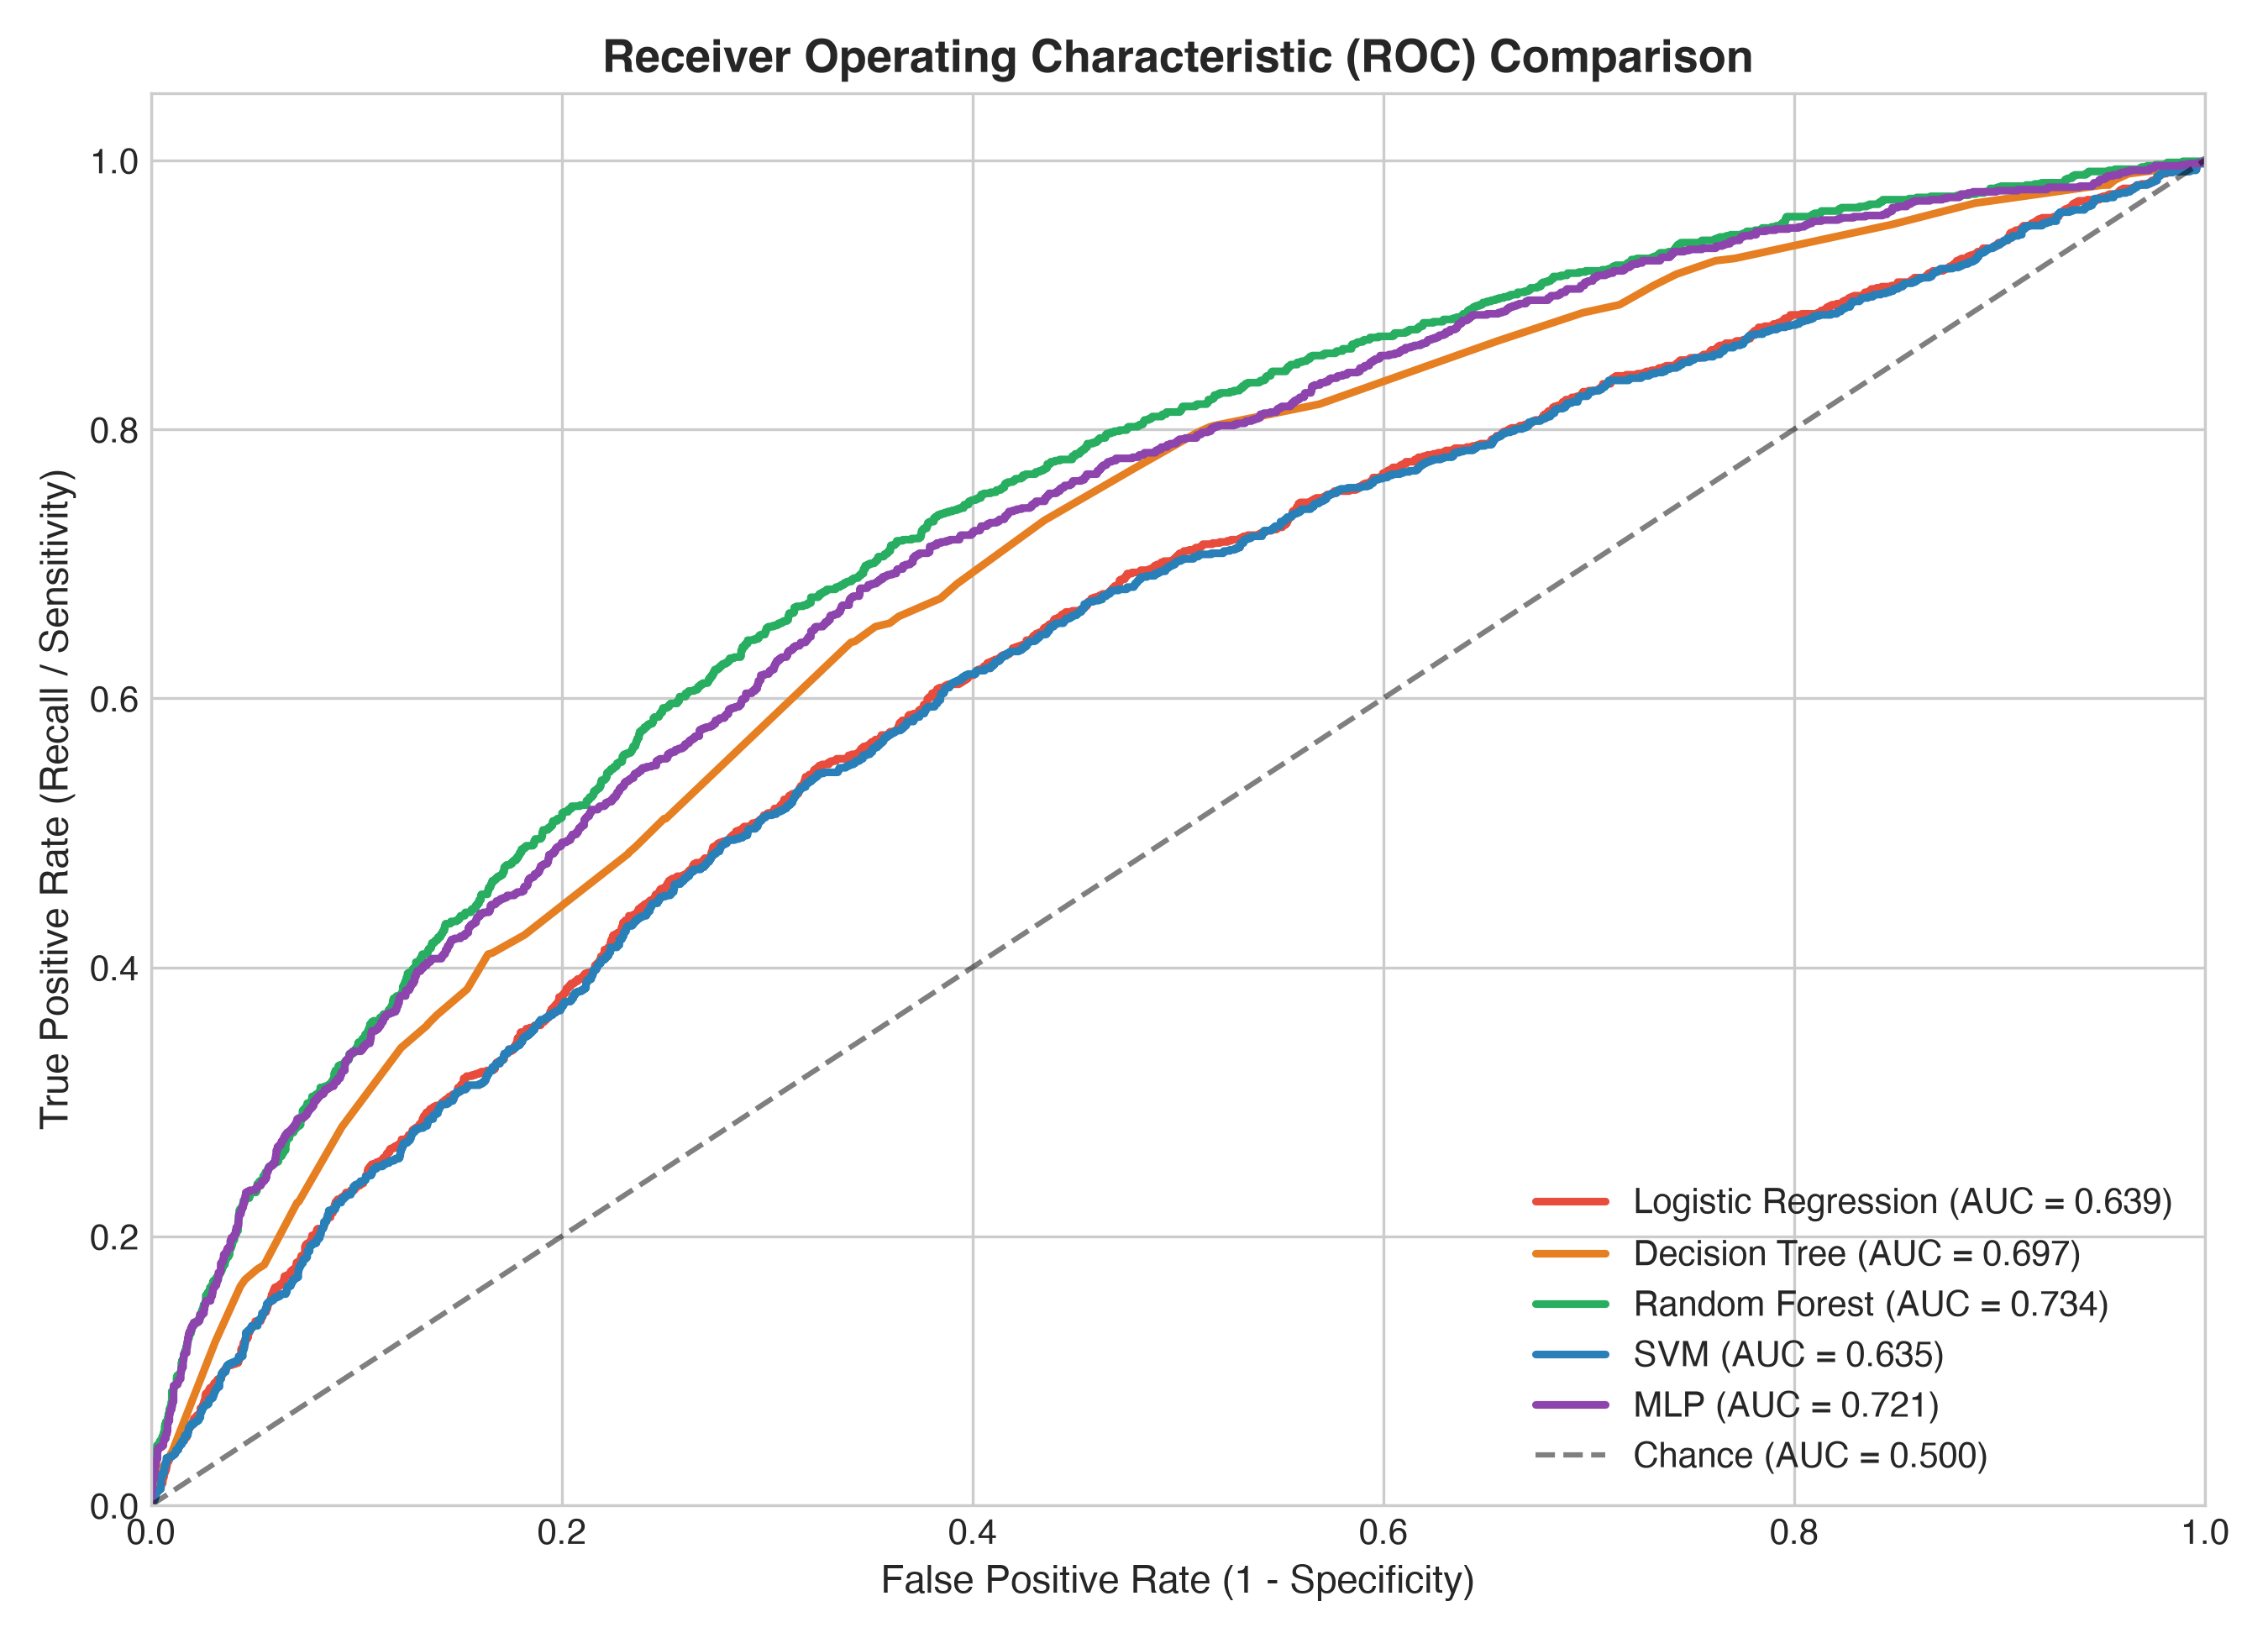 Receiver Operating Characteristic (ROC) Comparison
True Positive Rate (Recall / Sensitivity)
1.0
0.8
0.6
0.4
0.2
0.0
Logistic Regression (AUC = 0.639)
Decision Tree (AUC = 0.697)
Random Forest (AUC = 0.734)
SVM (AUC = 0.635)
MLP (AUC = 0.721)
Chance (AUC = 0.500)
0.0 0.2 0.4 0.6 0.8 1.0
False Positive Rate (1 - Specificity)